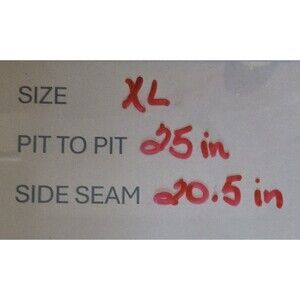 SIZE XL
PIT TO PIT 25 in
SIDE SEAM 20.5 in